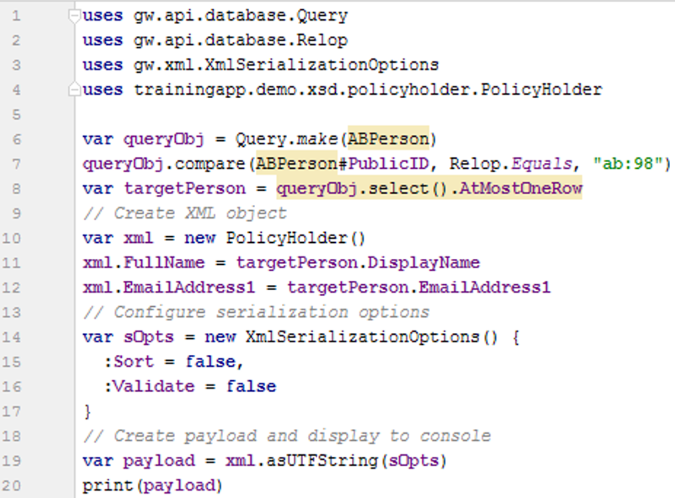 1 uses gw.api.database.Query
2 uses gw.api.database.Relop
3 uses gw.xml.XmlSerializationOptions
4 uses trainingapp.demo.xsd.policyholder.PolicyHolder
5
6 var queryObj = Query.make(ABPerson)
7 queryObj.compare(ABPerson#PublicID, Relop.Equals, "ab:98")
8 var targetPerson = queryObj.select().AtMostOneRow
9 // Create XML object
10 var xml = new PolicyHolder()
11 xml.FullName = targetPerson.DisplayName
12 xml.EmailAddress1 = targetPerson.EmailAddress1
13 // Configure serialization options
14 var sOpts = new XmlSerializationOptions() {
15   :Sort = false,
16   :Validate = false
17 }
18 // Create payload and display to console
19 var payload = xml.asUTFString(sOpts)
20 print(payload)